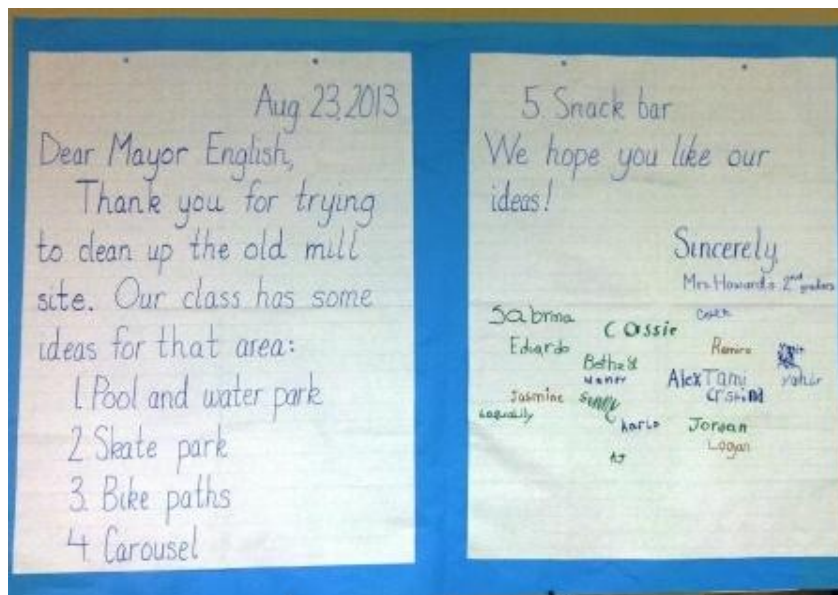 Aug 23, 2013
Dear Mayor English,
Thank you for trying
to clean up the old mill
site. Our class has some
ideas for that area:
1. Pool and water park
2. Skate park
3. Bike paths
4. Carousel
5. Snack bar
We hope you like our
ideas!
Sincerely,
Mrs. Howard's 2nd graders
Sabrina
Cassie
Eduardo
Ramiro
Alex Tami
Jasmine
Karla
Jordan
Logan
AJ